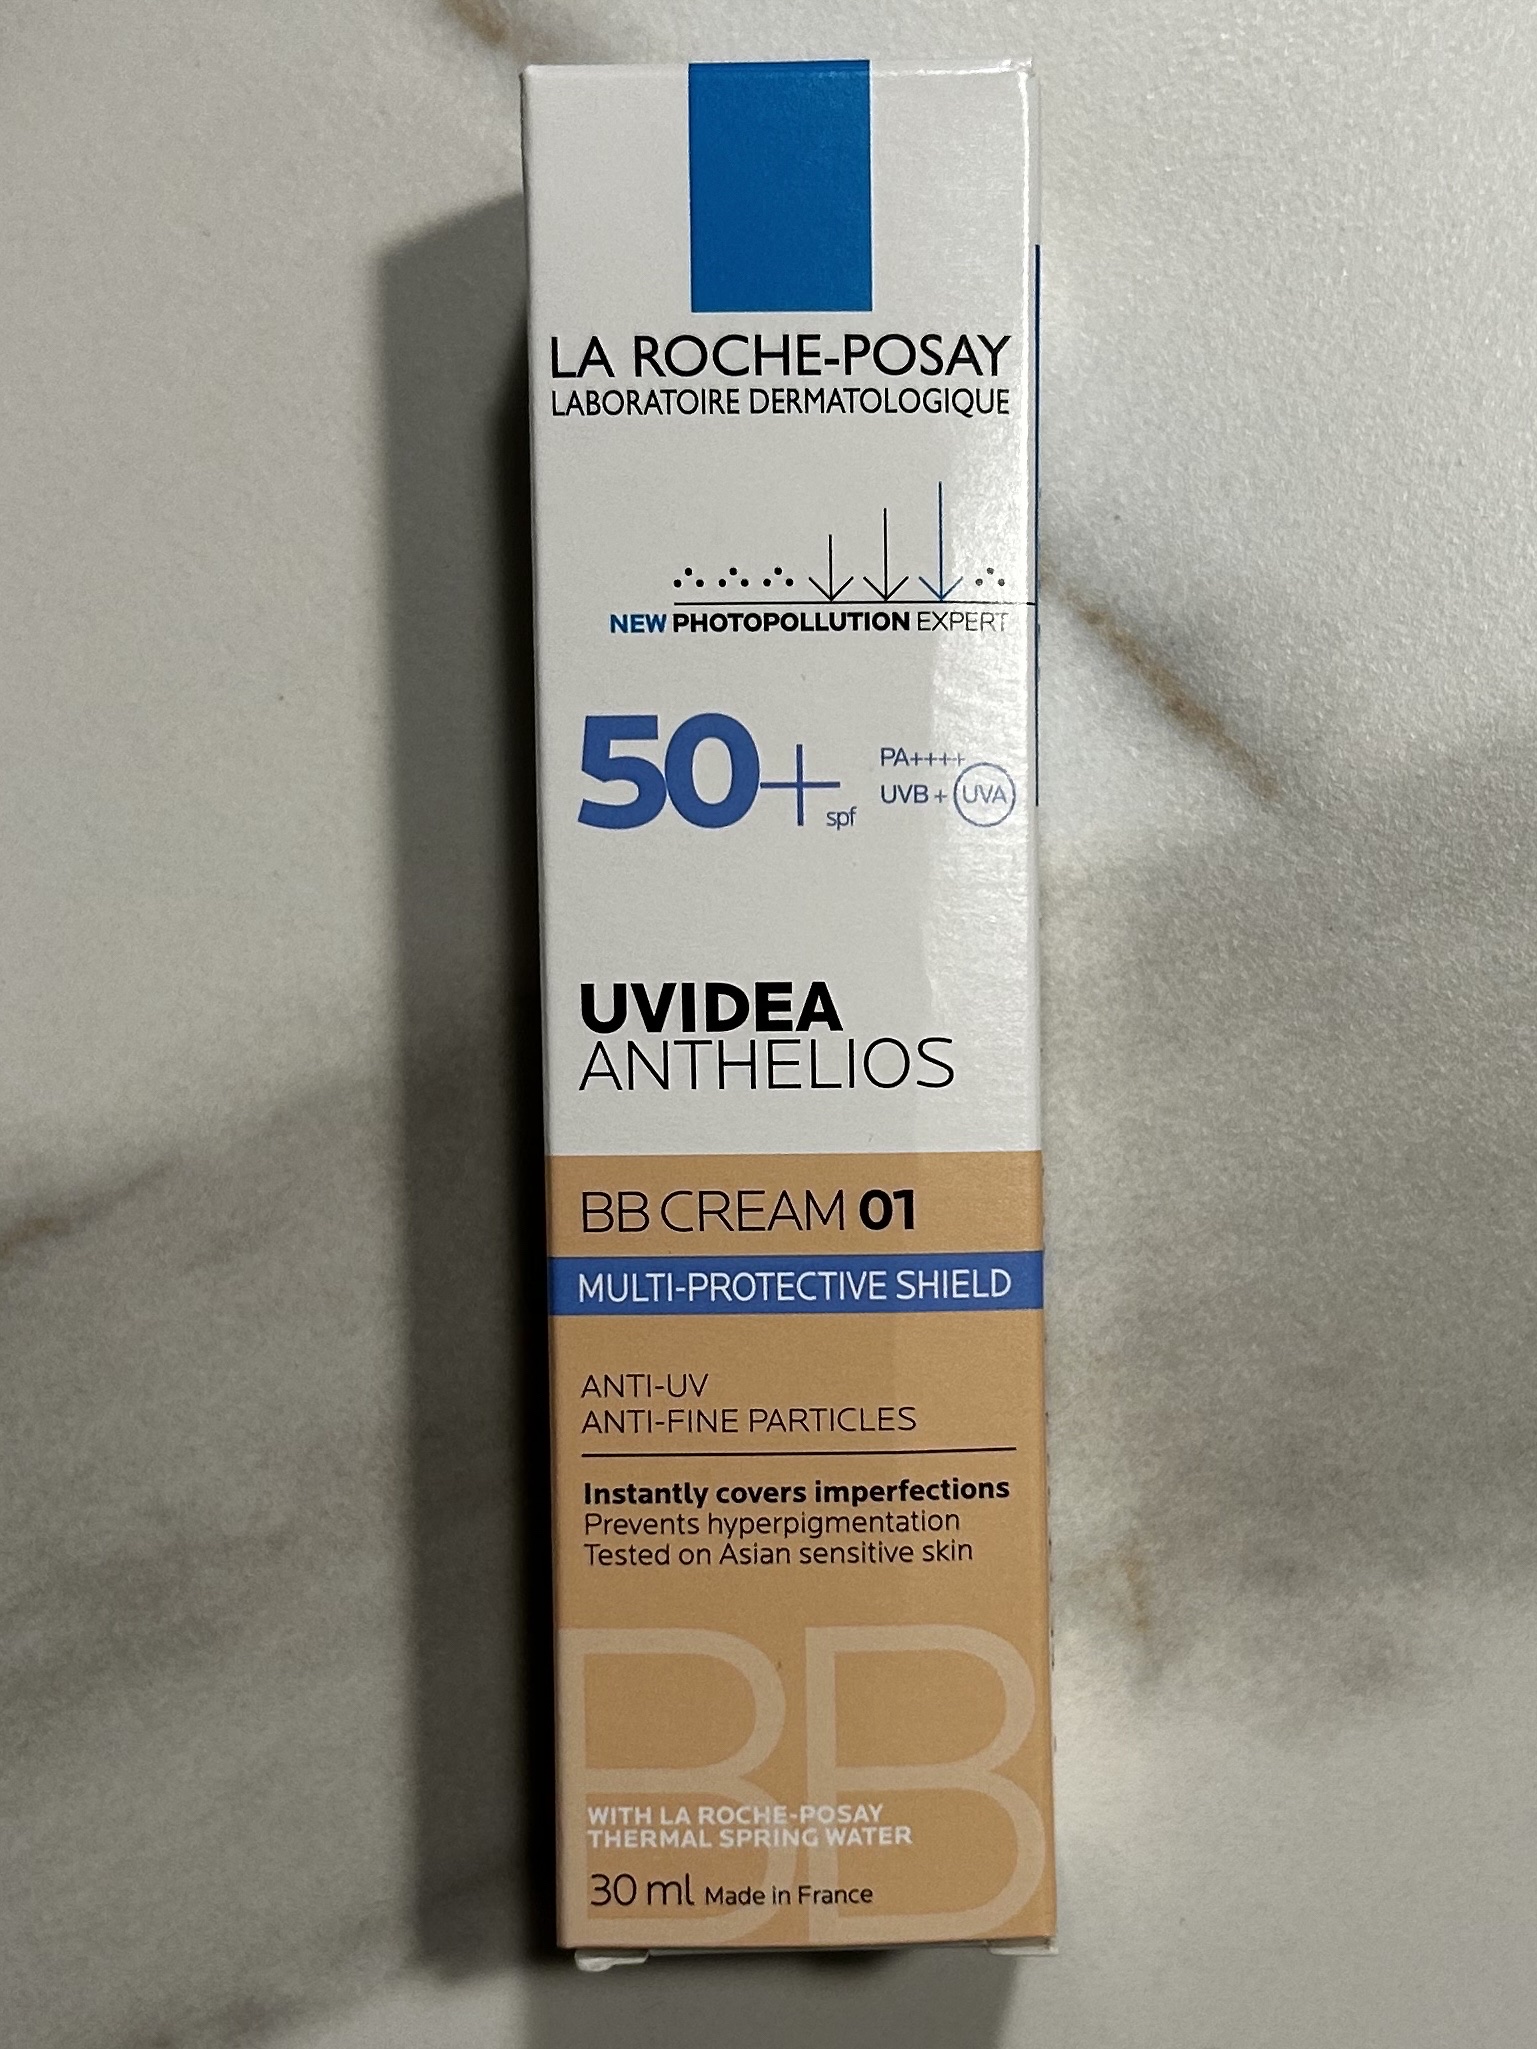 LA ROCHE-POSAY
LABORATOIRE DERMATOLOGIQUE
NEW PHOTOPOLLUTION EXPERT
50+ spf
PA++++
UVB + UVA
UVIDEA
ANTHELIOS
BB CREAM 01
MULTI-PROTECTIVE SHIELD
ANTI-UV
ANTI-FINE PARTICLES
Instantly covers imperfections
Prevents hyperpigmentation
Tested on Asian sensitive skin
BB
WITH LA ROCHE-POSAY
THERMAL SPRING WATER
30 ml Made in France